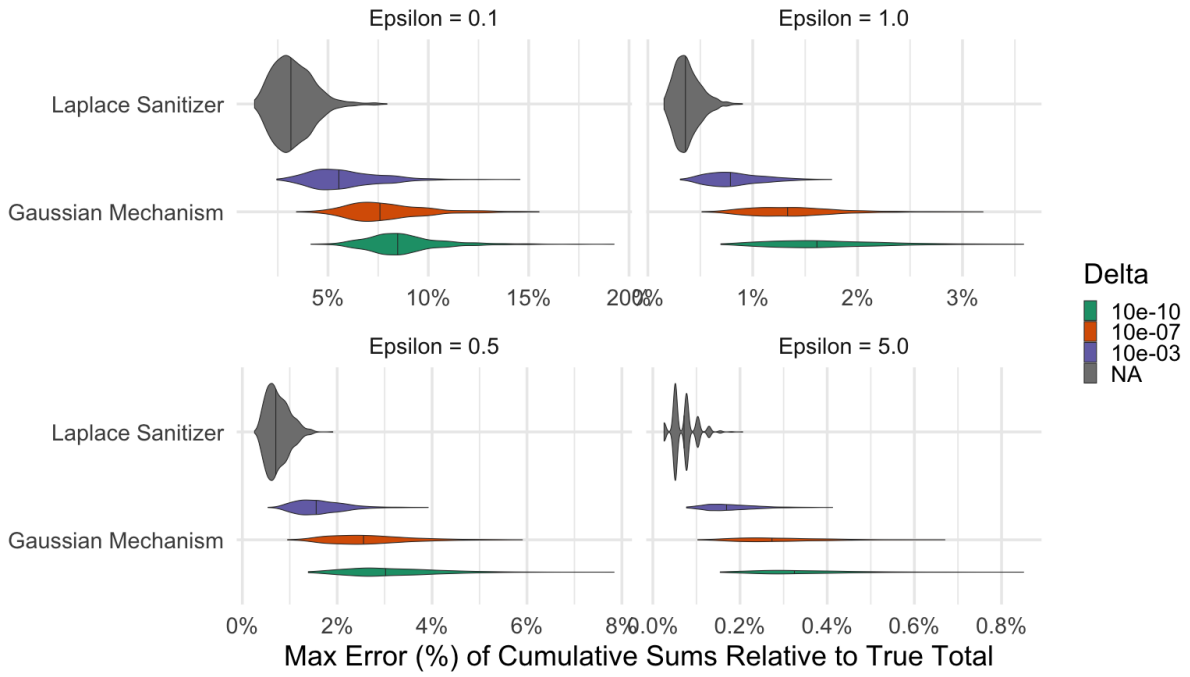 Epsilon = 0.1
Epsilon = 1.0
Laplace Sanitizer
Gaussian Mechanism
5% 10% 15% 20%
0% 1% 2% 3%
Epsilon = 0.5
Epsilon = 5.0
Laplace Sanitizer
Gaussian Mechanism
0% 2% 4% 6% 8%
0.0% 0.2% 0.4% 0.6% 0.8%
Max Error (%) of Cumulative Sums Relative to True Total
Delta
10e-10
10e-07
10e-03
NA